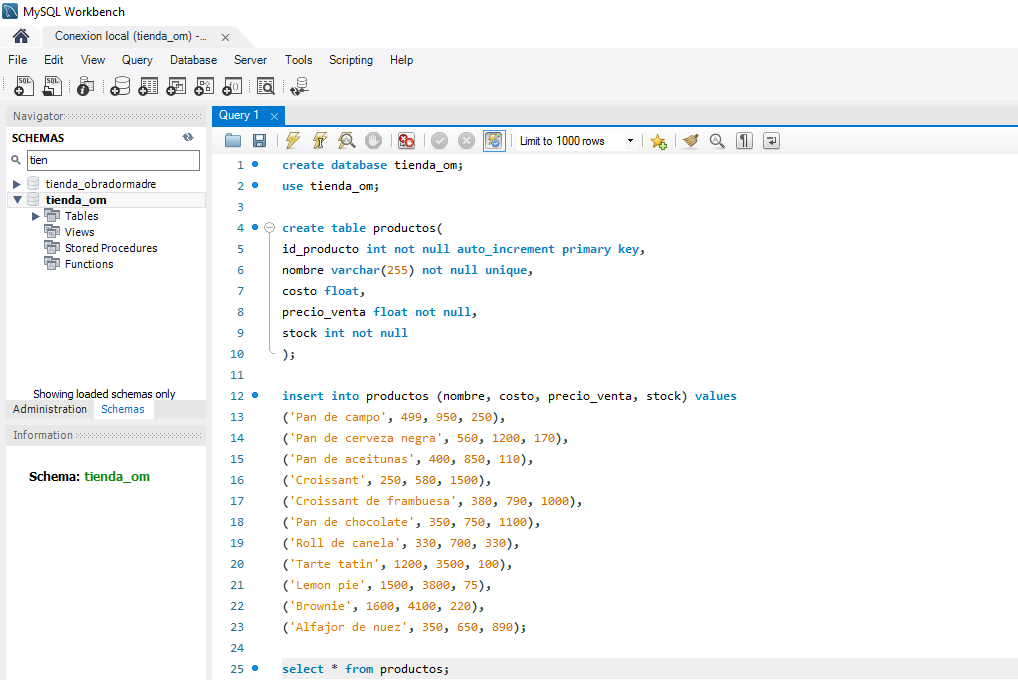 MySQL Workbench
Conexion local (tienda_om) -...
File Edit View Query Database Server Tools Scripting Help
Navigator
SCHEMAS
tien
tienda_obradormadre
tienda_om
Tables
Views
Stored Procedures
Functions
Showing loaded schemas only
Administration Schemas
Information
Schema: tienda_om
Query 1
Limit to 1000 rows
1 create database tienda_om;
2 use tienda_om;
3
4 create table productos(
5 id_producto int not null auto_increment primary key,
6 nombre varchar(255) not null unique,
7 costo float,
8 precio_venta float not null,
9 stock int not null
10 );
11
12 insert into productos (nombre, costo, precio_venta, stock) values
13 ('Pan de campo', 499, 950, 250),
14 ('Pan de cerveza negra', 560, 1200, 170),
15 ('Pan de aceitunas', 400, 850, 110),
16 ('Croissant', 250, 580, 1500),
17 ('Croissant de frambuesa', 380, 790, 1000),
18 ('Pan de chocolate', 350, 750, 1100),
19 ('Roll de canela', 330, 700, 330),
20 ('Tarte tatin', 1200, 3500, 100),
21 ('Lemon pie', 1500, 3800, 75),
22 ('Brownie', 1600, 4100, 220),
23 ('Alfajor de nuez', 350, 650, 890);
24
25 select * from productos;